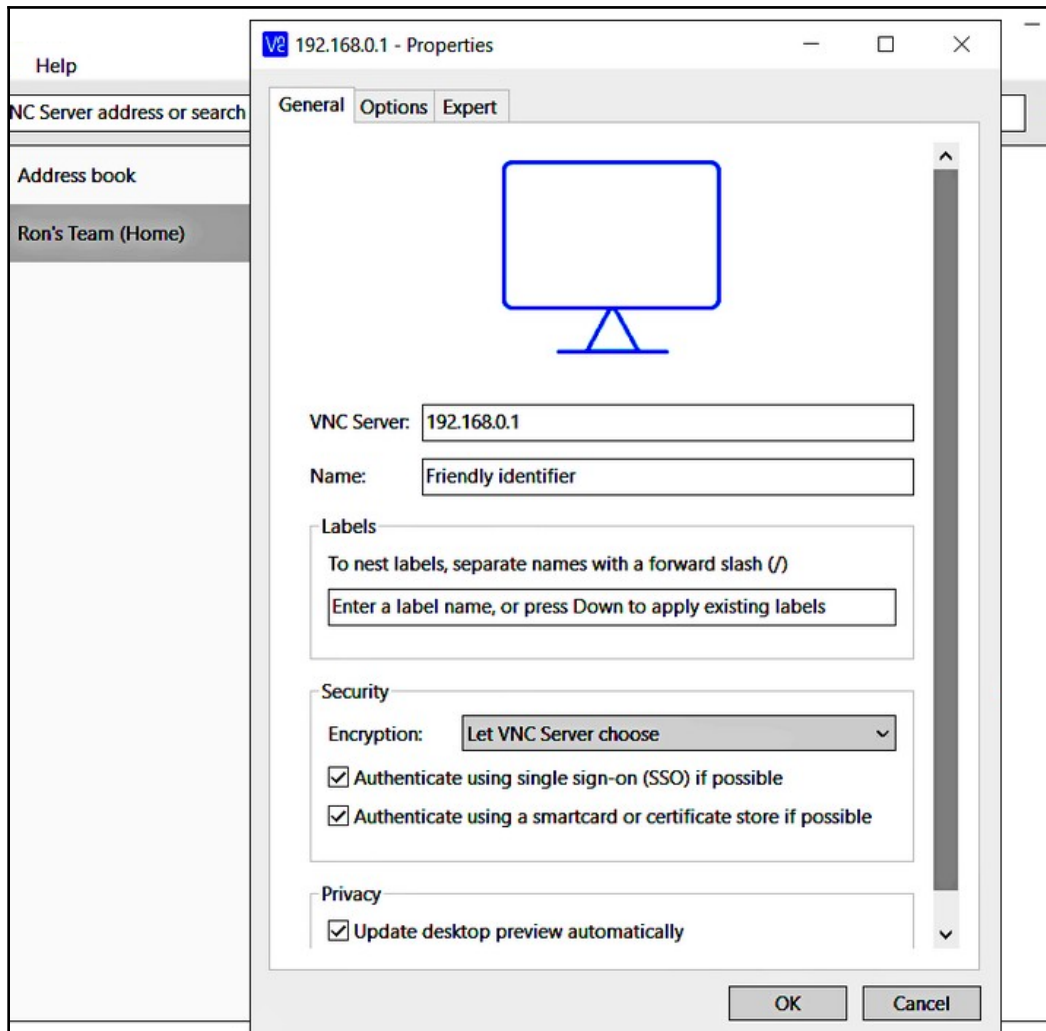 V2 192.168.0.1 - Properties
Help
NC Server address or search
General Options Expert
Address book
Ron's Team (Home)
VNC Server: 192.168.0.1
Name: Friendly identifier
Labels
To nest labels, separate names with a forward slash (/)
Enter a label name, or press Down to apply existing labels
Security
Encryption: Let VNC Server choose
Authenticate using single sign-on (SSO) if possible
Authenticate using a smartcard or certificate store if possible
Privacy
Update desktop preview automatically
OK Cancel